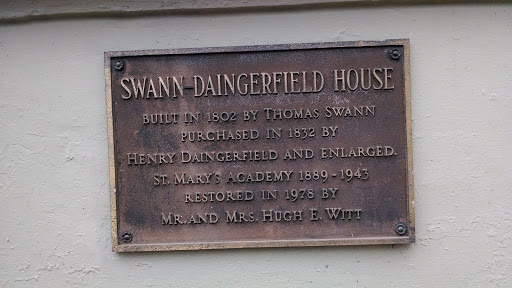 SWANN-DAINGERFIELD HOUSE
BUILT IN 1802 BY THOMAS SWANN
PURCHASED IN 1832 BY
HENRY DAINGERFIELD AND ENLARGED.
ST. MARY'S ACADEMY 1889-1943
RESTORED IN 1978 BY
MR. AND MRS. HUGH E. WITT